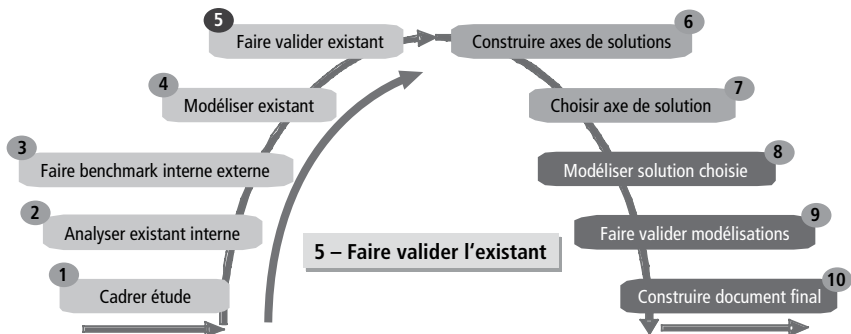 5
Faire valider existant
4
Modéliser existant
3
Faire benchmark interne externe
2
Analyser existant interne
1
Cadrer étude
5 – Faire valider l'existant
6
Construire axes de solutions
7
Choisir axe de solution
8
Modéliser solution choisie
9
Faire valider modélisations
10
Construire document final